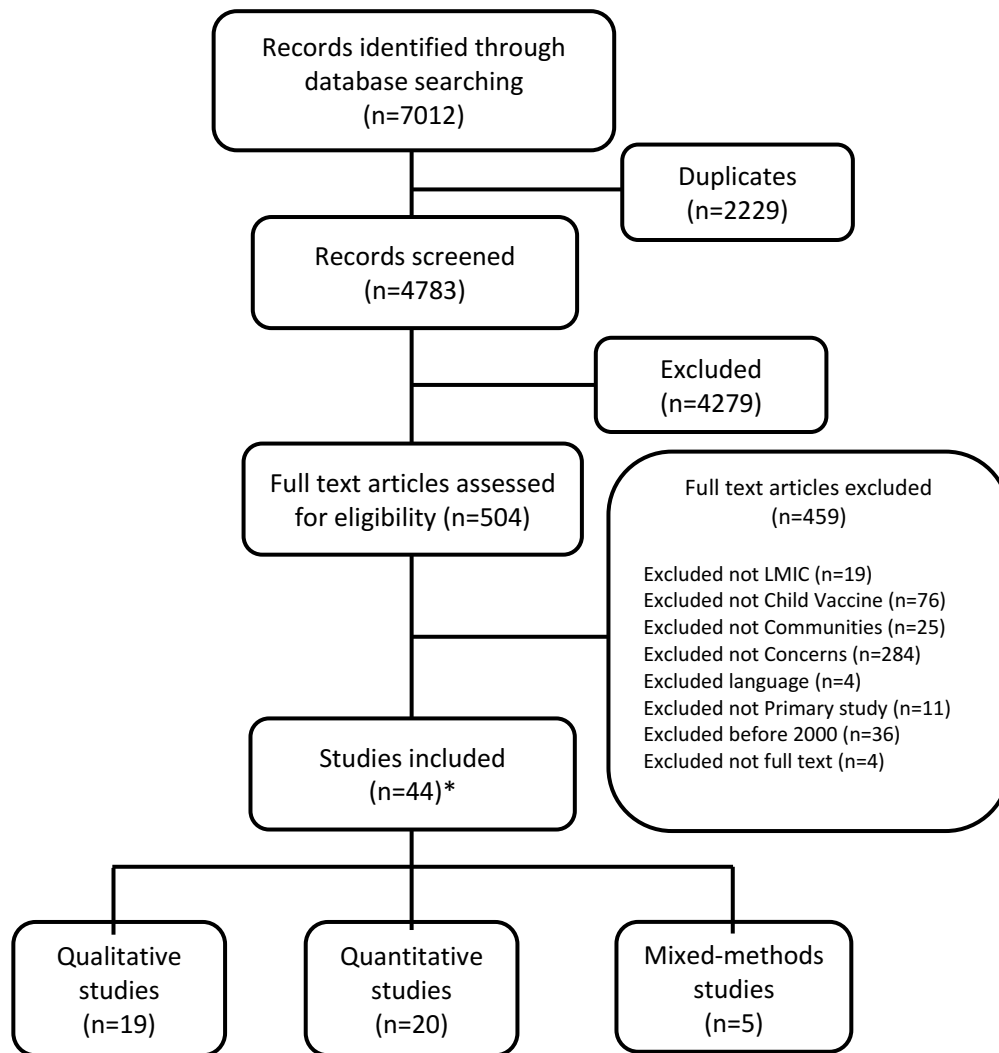 Records identified through
database searching
(n=7012)
Duplicates
(n=2229)
Records screened
(n=4783)
Excluded
(n=4279)
Full text articles assessed
for eligibility (n=504)
Full text articles excluded
(n=459)
Excluded not LMIC (n=19)
Excluded not Child Vaccine (n=76)
Excluded not Communities (n=25)
Excluded not Concerns (n=284)
Excluded language (n=4)
Excluded not Primary study (n=11)
Excluded before 2000 (n=36)
Excluded not full text (n=4)
Studies included
(n=44)*
Qualitative
studies
(n=19)
Quantitative
studies
(n=20)
Mixed-methods
studies
(n=5)